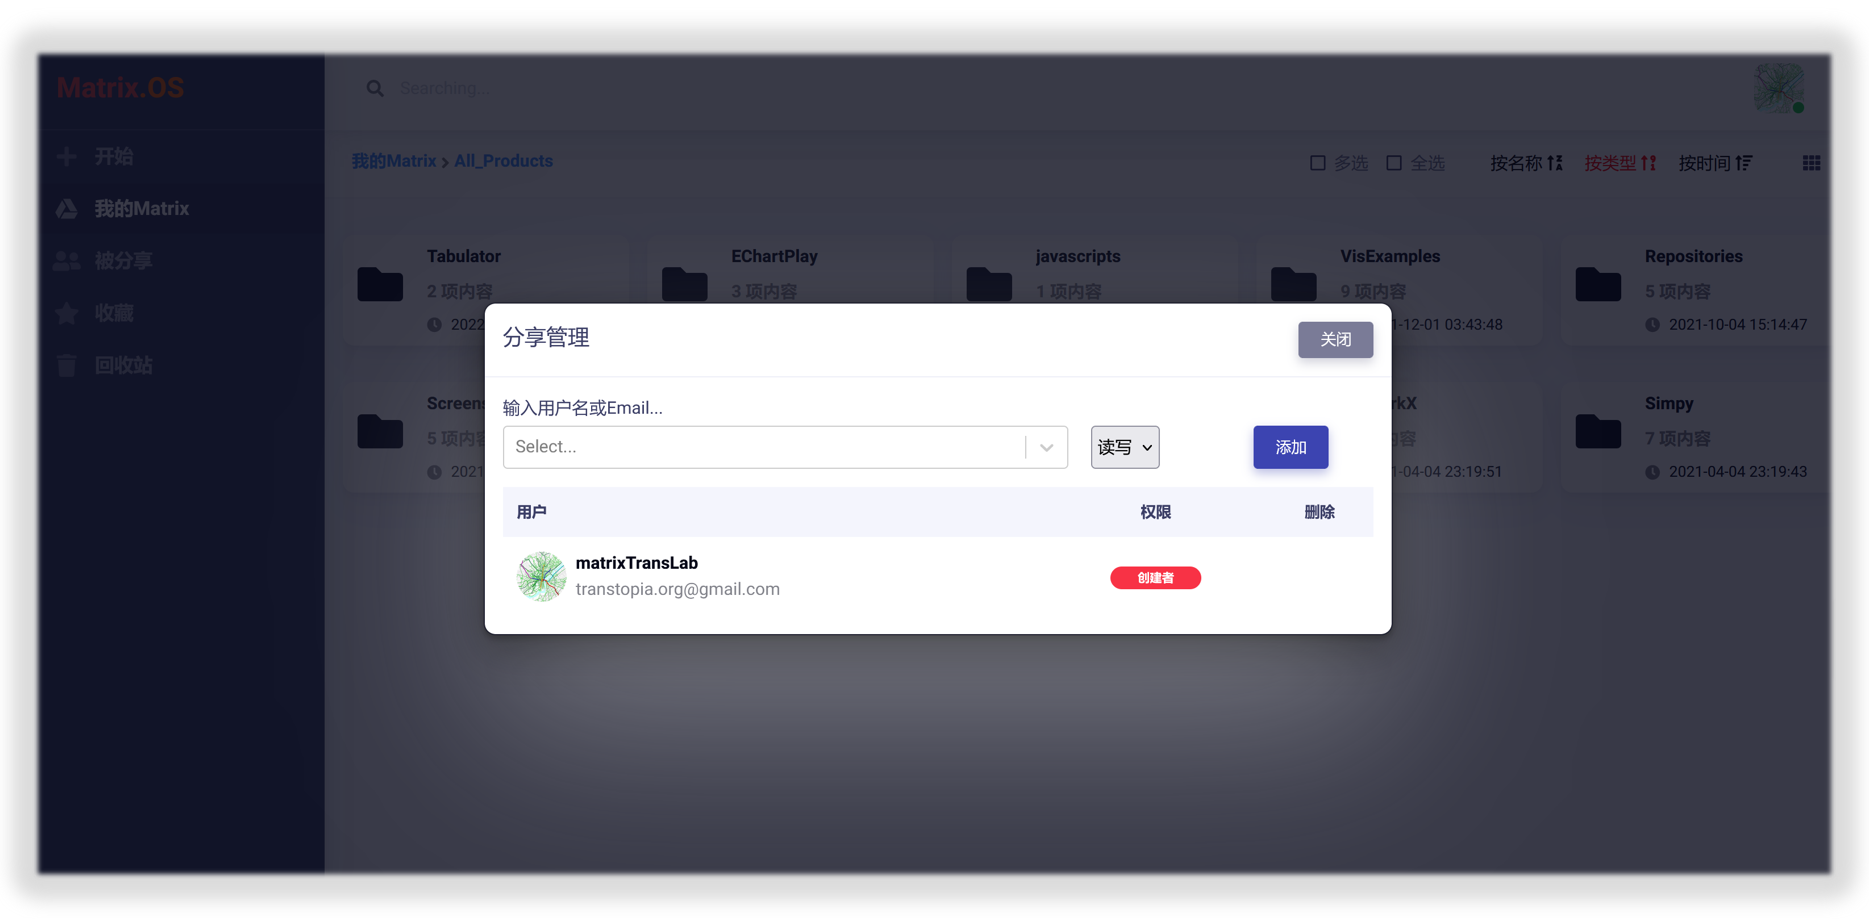 Matrix.OS
Searching...
开始
我的Matrix
被分享
收藏
回收站
我的Matrix > All_Products
多选 全选 按名称 按类型 按时间
Tabulator
2 项内容
2022
EChartPlay
3 项内容
javascripts
1 项内容
VisExamples
9 项内容
1-12-01 03:43:48
Repositories
5 项内容
2021-10-04 15:14:47
Screens
5 项内容
2021
rkX
容
1-04-04 23:19:51
Simpy
7 项内容
2021-04-04 23:19:43
分享管理
关闭
输入用户名或Email...
Select...
读写
添加
用户 权限 删除
matrixTransLab
transtopia.org@gmail.com
创建者